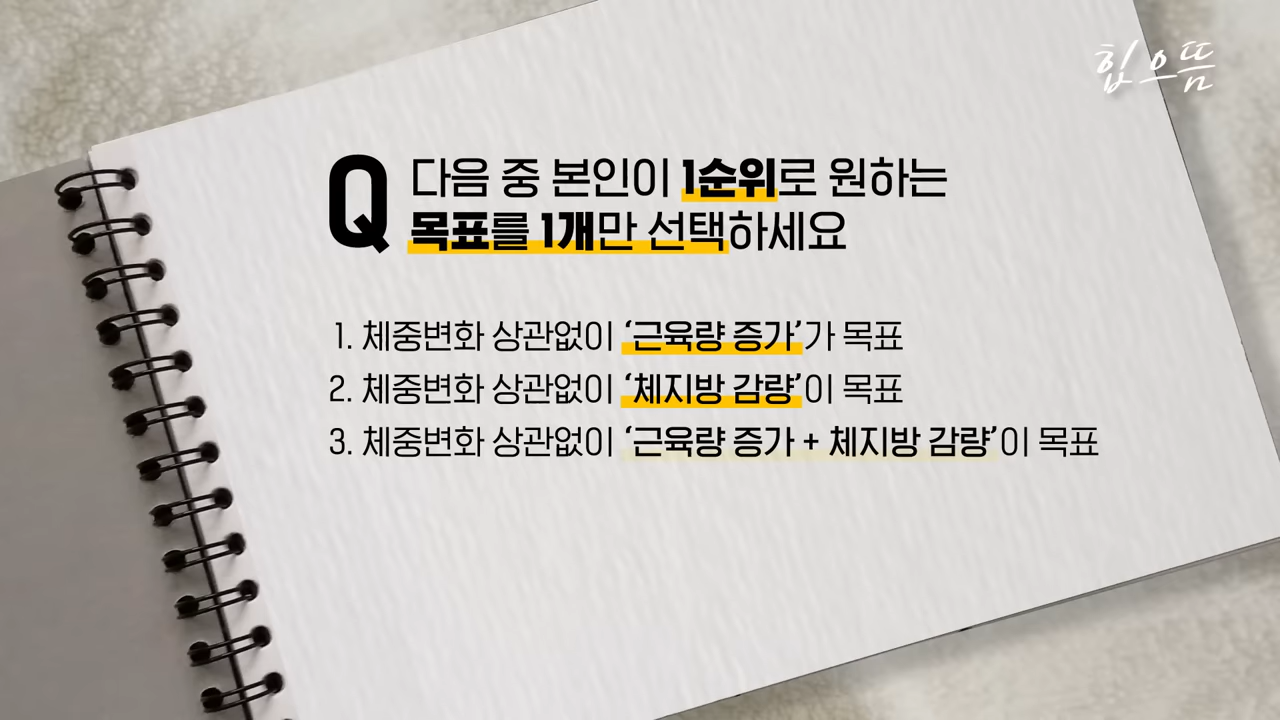 힙으뜸
Q 다음 중 본인이 1순위로 원하는
목표를 1개만 선택하세요
1. 체중변화 상관없이 ‘근육량 증가’가 목표
2. 체중변화 상관없이 ‘체지방 감량’이 목표
3. 체중변화 상관없이 ‘근육량 증가 + 체지방 감량’이 목표